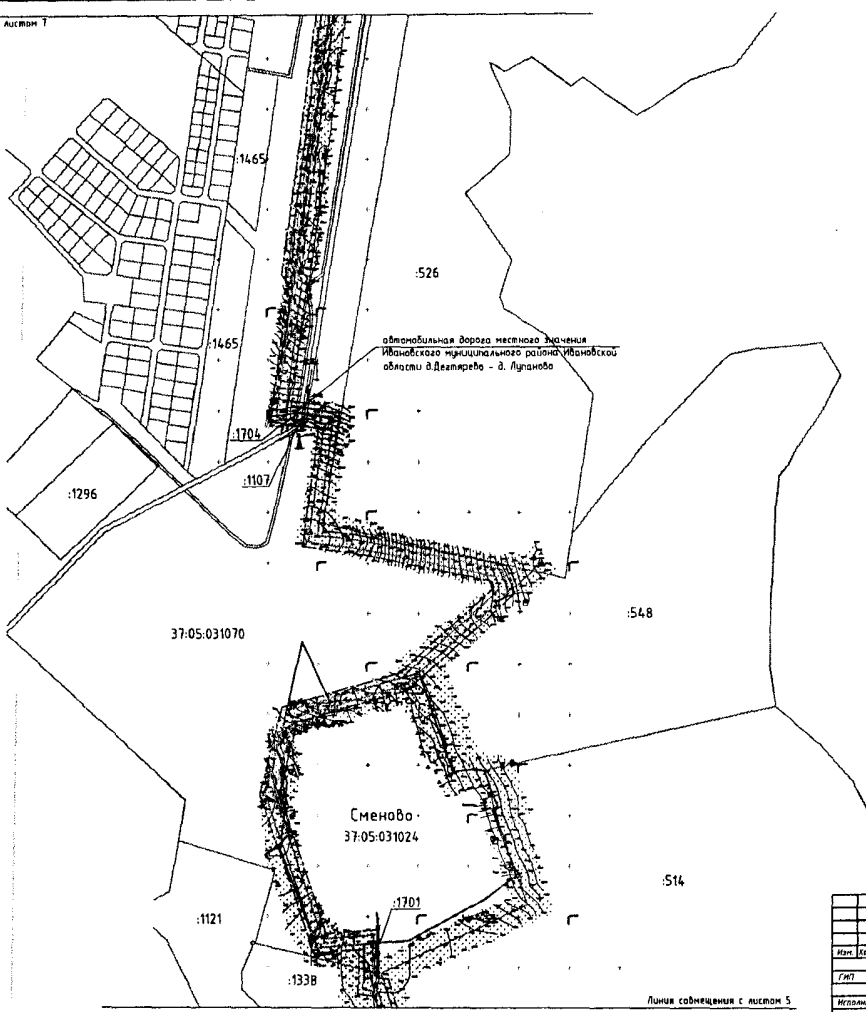 листом 7
:1465
:526
:1465
автомобильная дорога местного значения
Ивановского муниципального района Ивановской
области д.Дегтярево - д. Лупаново
:1704
:1107
:1296
37:05:031070
:548
Сменово
37:05:031024
:514
:1701
:1121
:1338
Изм.
ГИП
Линия совмещения с листом 5